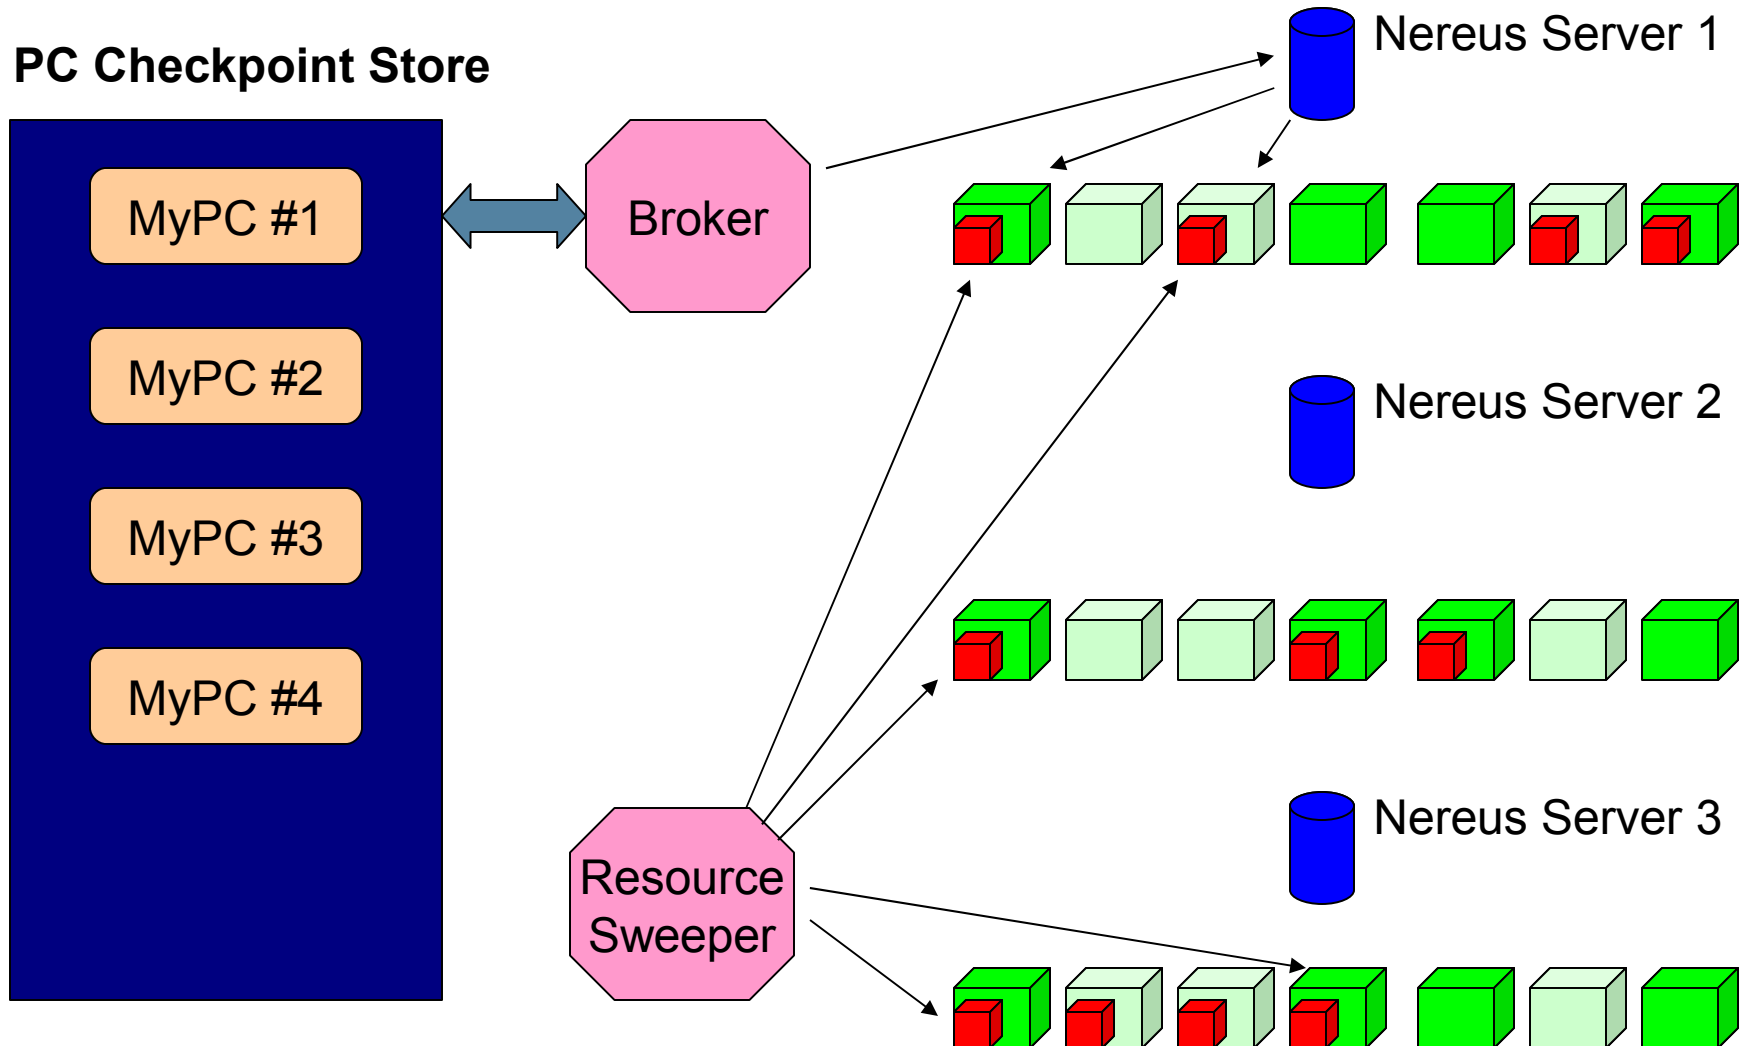 PC Checkpoint Store
MyPC #1
MyPC #2
MyPC #3
MyPC #4
Broker
Resource
Sweeper
Nereus Server 1
Nereus Server 2
Nereus Server 3